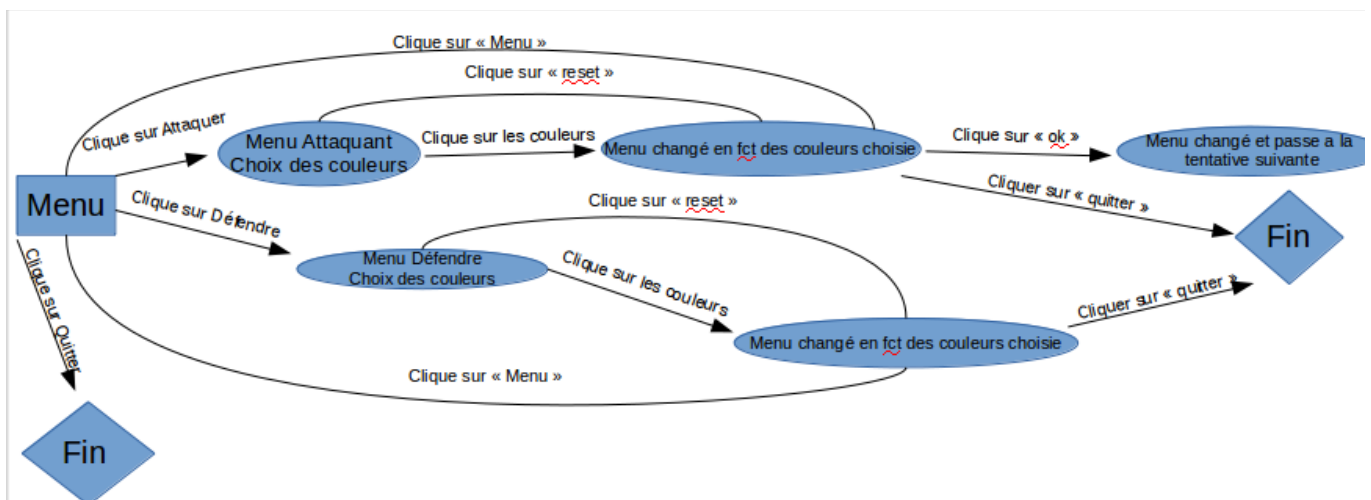 Clique sur « Menu »
Clique sur « reset »
Clique sur Attaquer
Menu Attaquant
Choix des couleurs
Clique sur les couleurs
Menu changé en fct des couleurs choisie
Clique sur « ok »
Menu changé et passe a la
tentative suivante
Menu
Clique sur Défendre
Clique sur « reset »
Cliquer sur « quitter »
Fin
Menu Défendre
Choix des couleurs
Clique sur les couleurs
Clique sur Quitter
Menu changé en fct des couleurs choisie
Cliquer sur « quitter »
Clique sur « Menu »
Fin